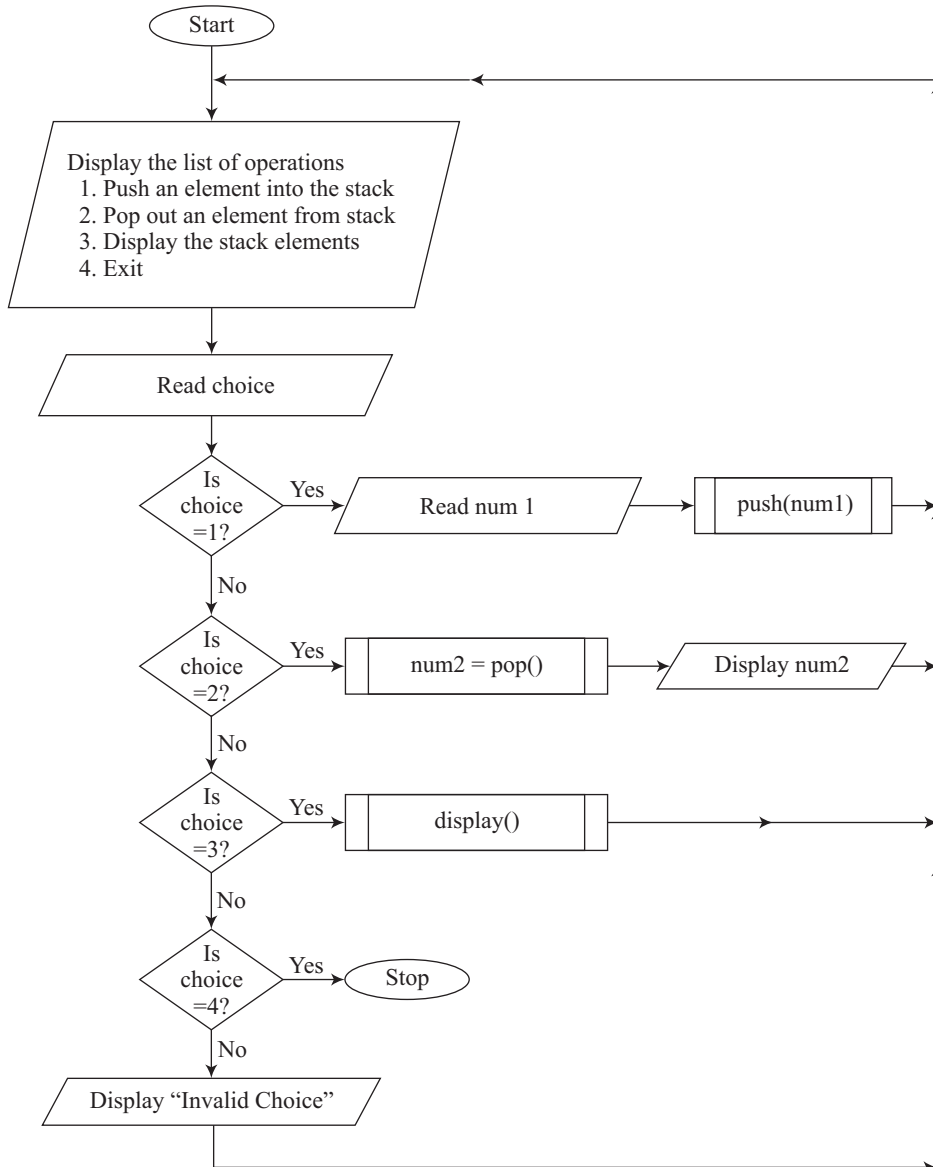 Start
Display the list of operations
1. Push an element into the stack
2. Pop out an element from stack
3. Display the stack elements
4. Exit
Read choice
Is
choice
=1?
Yes
Read num 1
push(num1)
No
Is
choice
=2?
Yes
num2 = pop()
Display num2
No
Is
choice
=3?
Yes
display()
No
Is
choice
=4?
Yes
Stop
No
Display “Invalid Choice”